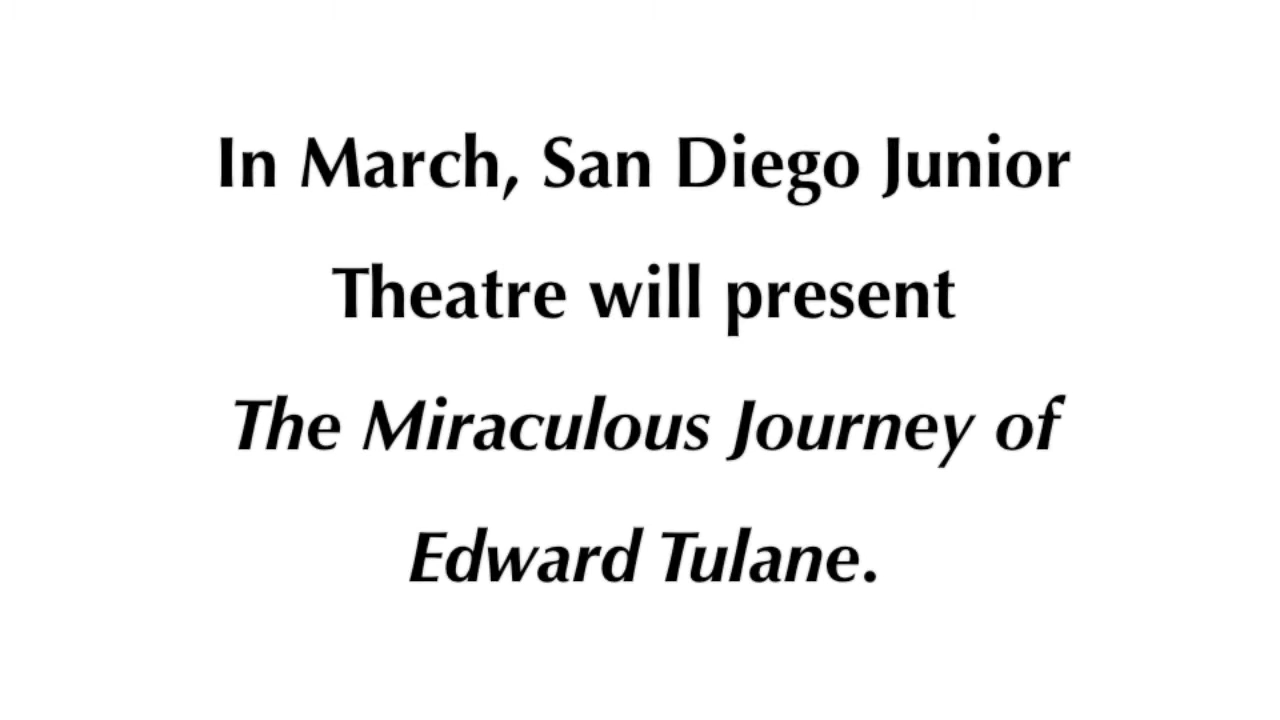 In March, San Diego Junior
Theatre will present
The Miraculous Journey of
Edward Tulane.